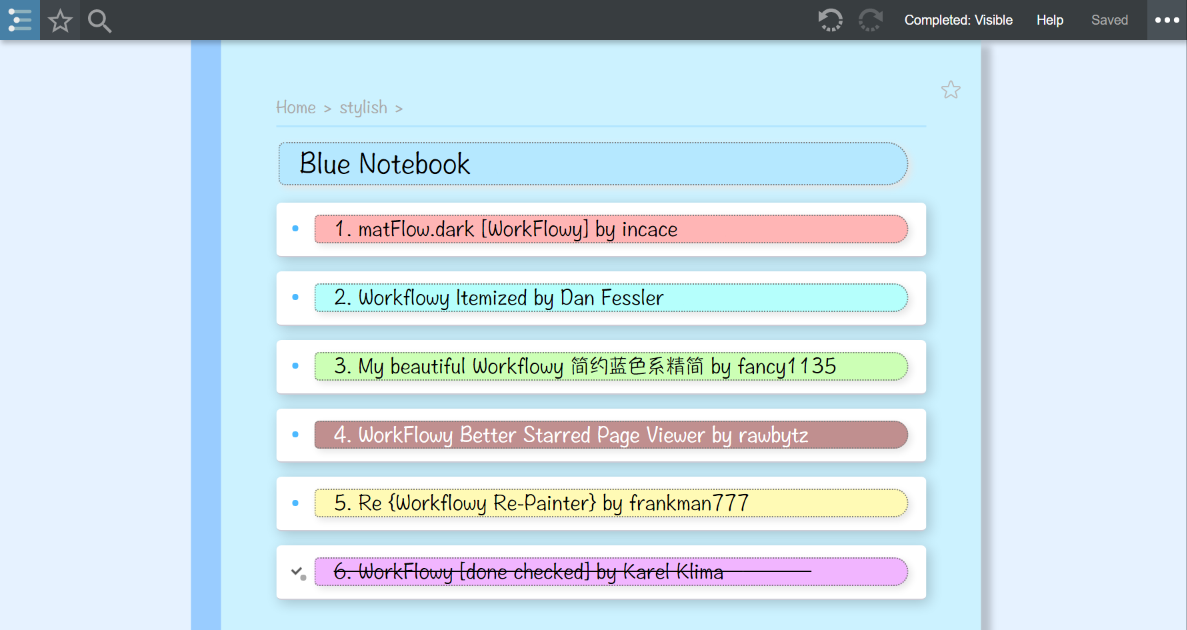 Completed: Visible Help Saved
Home > stylish >
Blue Notebook
1. matFlow.dark [WorkFlowy] by incace
2. Workflowy Itemized by Dan Fessler
3. My beautiful Workflowy 简约蓝色系精简 by fancy1135
4. WorkFlowy Better Starred Page Viewer by rawbytz
5. Re {Workflowy Re-Painter} by frankman777
6. WorkFlowy [done checked] by Karel Klima